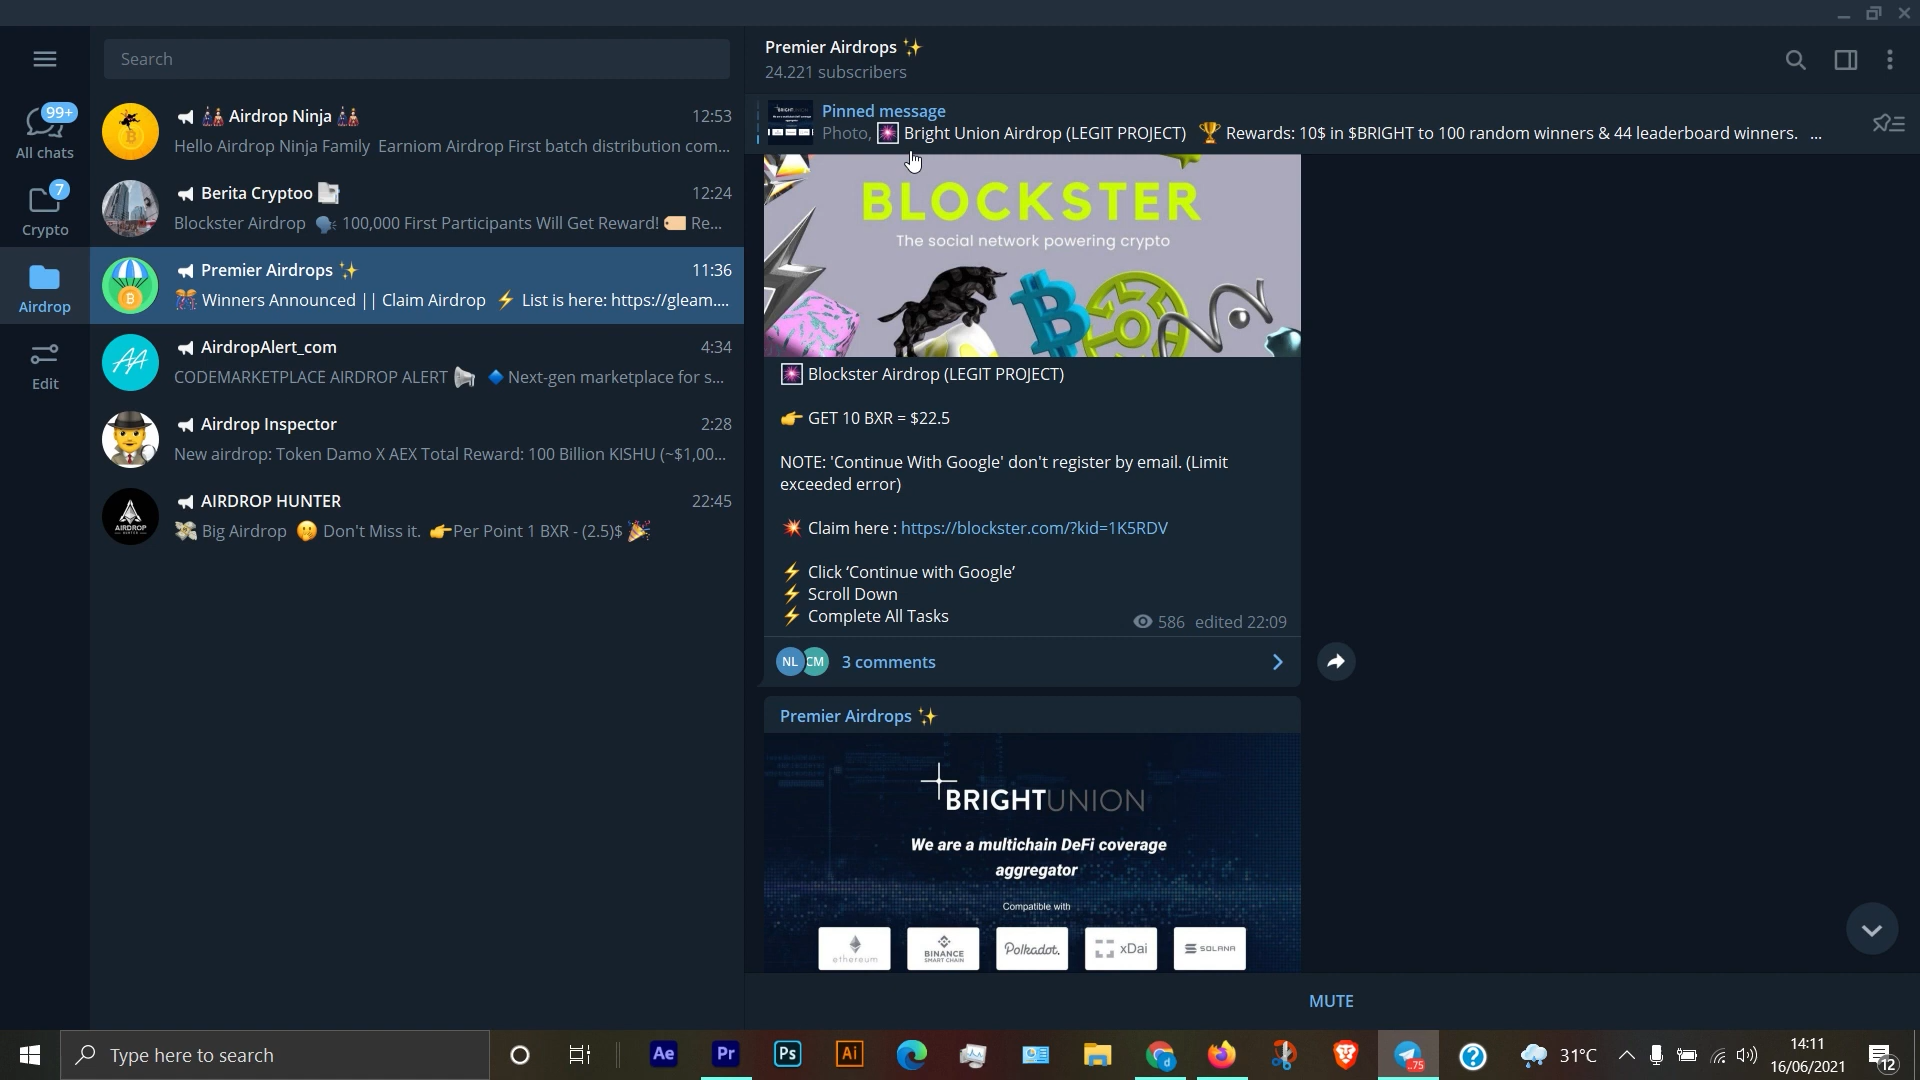 Search
99+
All chats
7
Crypto
Airdrop
Edit
Airdrop Ninja
12:53
Hello Airdrop Ninja Family Earniom Airdrop First batch distribution com...
Berita Cryptoo
12:24
Blockster Airdrop 100,000 First Participants Will Get Reward! Re...
Premier Airdrops ✨
11:36
Winners Announced || Claim Airdrop ⚡ List is here: https://gleam....
AirdropAlert_com
4:34
CODEMARKETPLACE AIRDROP ALERT Next-gen marketplace for s...
Airdrop Inspector
2:28
New airdrop: Token Damo X AEX Total Reward: 100 Billion KISHU (~$1,00...
AIRDROP HUNTER
22:45
Big Airdrop Don't Miss it. 👉Per Point 1 BXR - (2.5)$ 🎉
AIRDROP
Premier Airdrops ✨
24.221 subscribers
Pinned message
Photo, Bright Union Airdrop (LEGIT PROJECT) 🏆 Rewards: 10$ in $BRIGHT to 100 random winners & 44 leaderboard winners. ...
BLOCKSTER
The social network powering crypto
Blockster Airdrop (LEGIT PROJECT)
👉 GET 10 BXR = $22.5
NOTE: 'Continue With Google' don't register by email. (Limit
exceeded error)
💥 Claim here : https://blockster.com/?kid=1K5RDV
⚡ Click ‘Continue with Google’
⚡ Scroll Down
⚡ Complete All Tasks
586 edited 22:09
NL CM 3 comments
Premier Airdrops ✨
BRIGHTUNION
We are a multichain DeFi coverage
aggregator
Compatible with
ethereum
BINANCE
SMART CHAIN
Polkadot.
xDai
SOLANA
MUTE
Type here to search
Ae
Pr
Ps
Ai
..75
31°C
14:11
16/06/2021
12